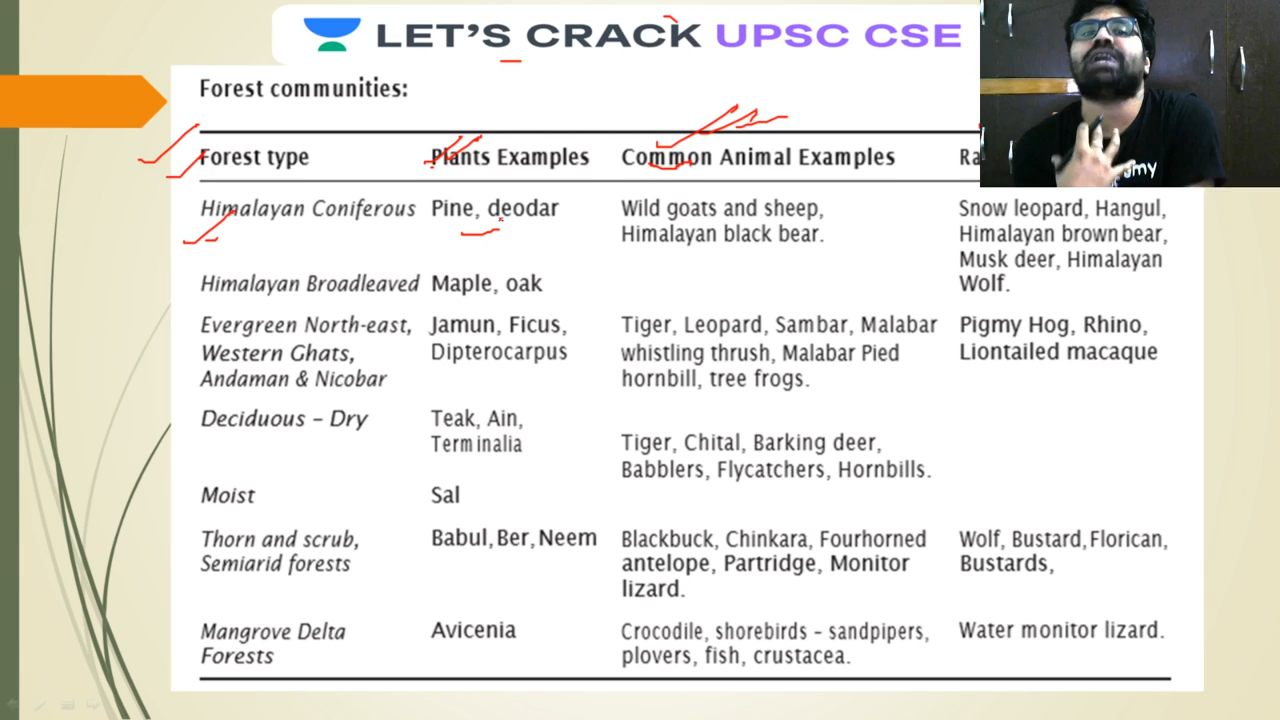 LET'S CRACK UPSC CSE
Forest communities:
Forest type Plants Examples Common Animal Examples
Himalayan Coniferous Pine, deodar Wild goats and sheep, Snow leopard, Hangul,
Himalayan black bear. Himalayan brown bear,
Musk deer, Himalayan
Himalayan Broadleaved Maple, oak Wolf.
Evergreen North-east, Jamun, Ficus, Tiger, Leopard, Sambar, Malabar Pigmy Hog, Rhino,
Western Ghats, Dipterocarpus whistling thrush, Malabar Pied Liontailed macaque
Andaman & Nicobar hornbill, tree frogs.
Deciduous – Dry Teak, Ain,
Terminalia Tiger, Chital, Barking deer,
Babblers, Flycatchers, Hornbills.
Moist Sal
Thorn and scrub, Babul, Ber, Neem Blackbuck, Chinkara, Fourhorned Wolf, Bustard, Florican,
Semiarid forests antelope, Partridge, Monitor Bustards,
lizard.
Mangrove Delta Avicenia Crocodile, shorebirds – sandpipers, Water monitor lizard.
Forests plovers, fish, crustacea.